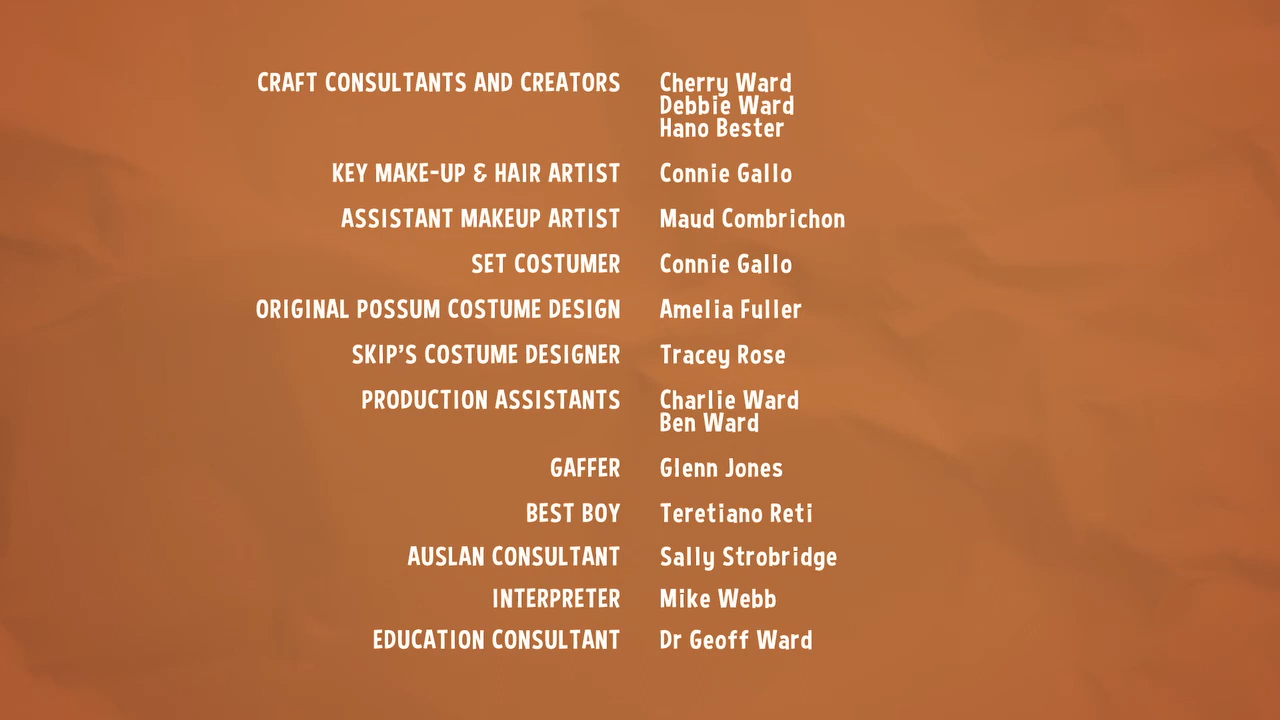 CRAFT CONSULTANTS AND CREATORS Cherry Ward
Debbie Ward
Hano Bester
KEY MAKE-UP & HAIR ARTIST Connie Gallo
ASSISTANT MAKEUP ARTIST Maud Combrichon
SET COSTUMER Connie Gallo
ORIGINAL POSSUM COSTUME DESIGN Amelia Fuller
SKIP'S COSTUME DESIGNER Tracey Rose
PRODUCTION ASSISTANTS Charlie Ward
Ben Ward
GAFFER Glenn Jones
BEST BOY Teretiano Reti
AUSLAN CONSULTANT Sally Strobridge
INTERPRETER Mike Webb
EDUCATION CONSULTANT Dr Geoff Ward